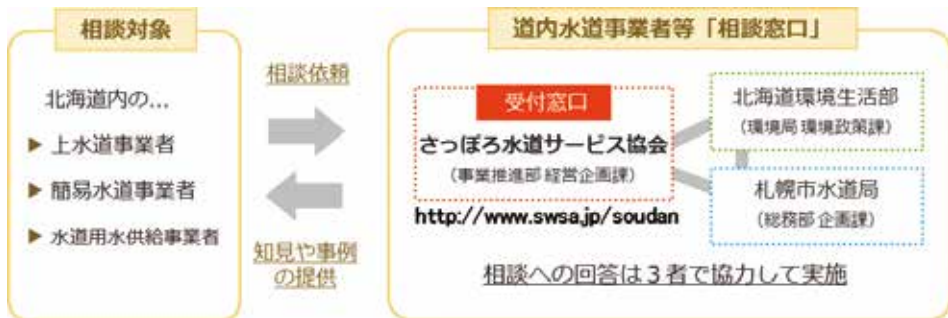 相談対象
北海道内の...
▶ 上水道事業者
▶ 簡易水道事業者
▶ 水道用水供給事業者
相談依頼
知見や事例
の提供
道内水道事業者等「相談窓口」
受付窓口
さっぽろ水道サービス協会
(事業推進部 経営企画課)
http://www.swsa.jp/soudan
北海道環境生活部
(環境局 環境政策課)
札幌市水道局
(総務部 企画課)
相談への回答は3者で協力して実施